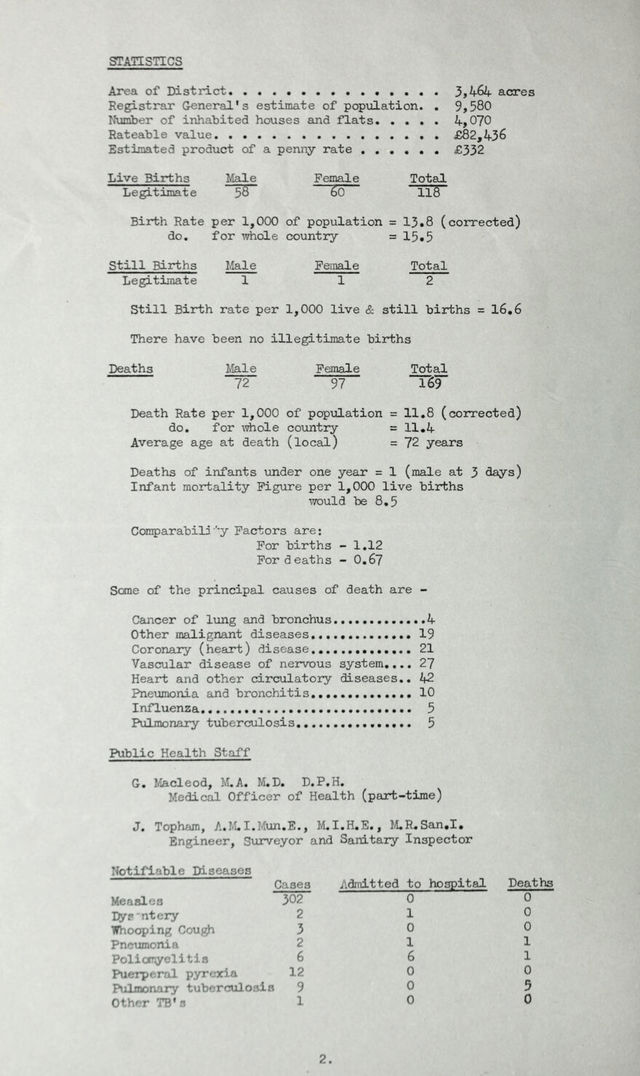 STATISTICS
Area of District. . . . . . . . . . . . . . . 3,464 acres
Registrar General's estimate of population. . 9,580
Number of inhabited houses and flats. . . . . 4,070
Rateable value. . . . . . . . . . . . . . . . £82,436
Estimated product of a penny rate . . . . . . £332
Live Births Male Female Total
Legitimate 58 60 118
Birth Rate per 1,000 of population = 13.8 (corrected)
do. for whole country = 15.5
Still Births Male Female Total
Legitimate 1 1 2
Still Birth rate per 1,000 live & still births = 16.6
There have been no illegitimate births
Deaths Male Female Total
72 97 169
Death Rate per 1,000 of population = 11.8 (corrected)
do. for whole country = 11.4
Average age at death (local) = 72 years
Deaths of infants under one year = 1 (male at 3 days)
Infant mortality Figure per 1,000 live births
would be 8.5
Comparability Factors are:
For births - 1.12
For deaths - 0.67
Some of the principal causes of death are -
Cancer of lung and bronchus.............4
Other malignant diseases.............. 19
Coronary (heart) disease.............. 21
Vascular disease of nervous system.... 27
Heart and other circulatory diseases.. 42
Pneumonia and bronchitis.............. 10
Influenza............................. 5
Pulmonary tuberculosis................ 5
Public Health Staff
G. Macleod, M.A. M.D. D.P.H.
Medical Officer of Health (part-time)
J. Topham, A.M.I.Mun.E., M.I.H.E., M.R.San.I.
Engineer, Surveyor and Sanitary Inspector
Notifiable Diseases
Cases Admitted to hospital Deaths
Measles 302 0 0
Dysentery 2 1 0
Whooping Cough 3 0 0
Pneumonia 2 1 1
Poliomyelitis 6 6 1
Puerperal pyrexia 12 0 0
Pulmonary tuberculosis 9 0 5
Other TB's 1 0 0
2.